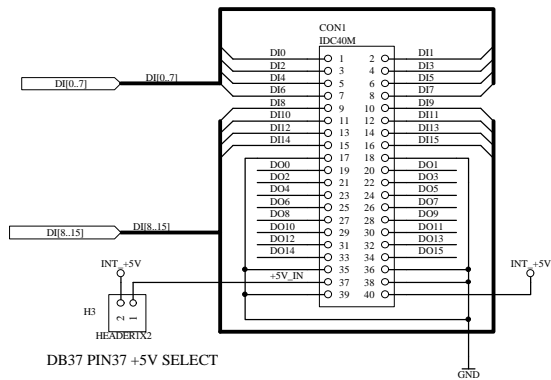 CON1
IDC40M
DI0 1 2 DI1
DI2 3 4 DI3
DI[0..7] DI[0..7] DI4 5 6 DI5
DI6 7 8 DI7
DI8 9 10 DI9
DI10 11 12 DI11
DI12 13 14 DI13
DI14 15 16 DI15
17 18
DO0 19 20 DO1
DO2 21 22 DO3
DO4 23 24 DO5
DO6 25 26 DO7
DI[8..15] DI[8..15] DO8 27 28 DO9
DO10 29 30 DO11
DO12 31 32 DO13
DO14 33 34 DO15
INT_+5V 35 36 INT_+5V
+5V_IN 37 38
39 40
H3 2 1
HEADER1X2
DB37 PIN37 +5V SELECT
GND